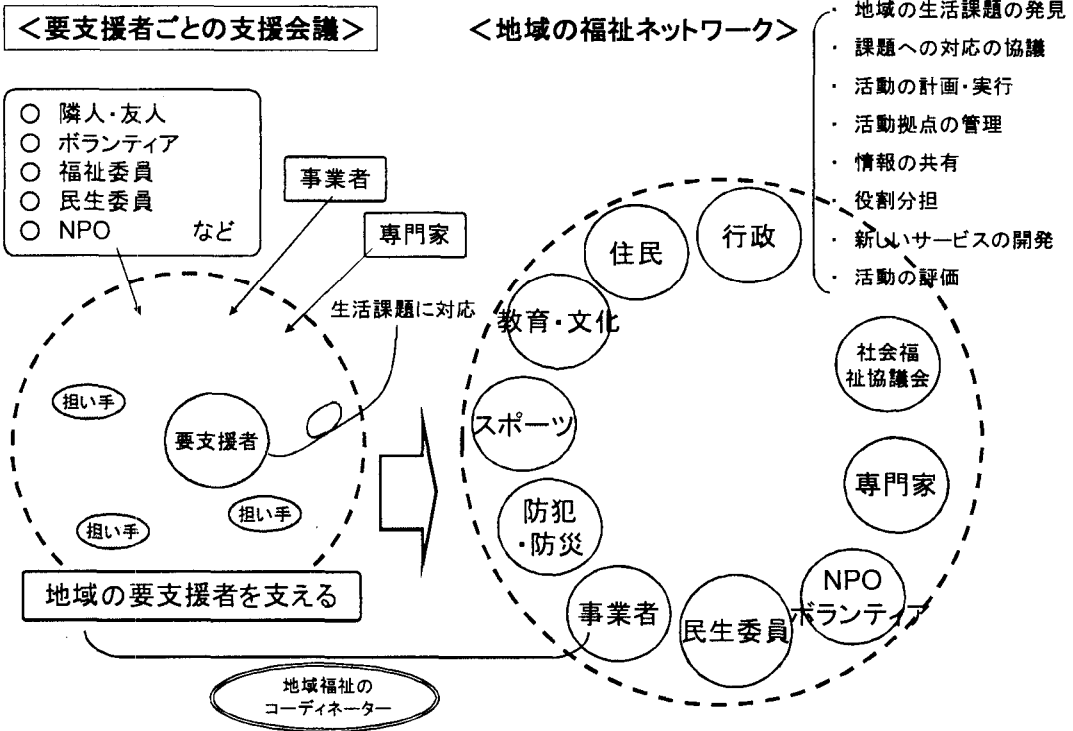 ＜要支援者ごとの支援会議＞
○ 隣人・友人
○ ボランティア
○ 福祉委員
○ 民生委員
○ NPO など
事業者
専門家
生活課題に対応
担い手
要支援者
担い手
担い手
地域の要支援者を支える
地域福祉の
コーディネーター
＜地域の福祉ネットワーク＞
・ 地域の生活課題の発見
・ 課題への対応の協議
・ 活動の計画・実行
・ 活動拠点の管理
・ 情報の共有
・ 役割分担
・ 新しいサービスの開発
・ 活動の評価
行政
住民
教育・文化
スポーツ
防犯
・防災
事業者
民生委員
NPO
ボランティア
専門家
社会福
祉協議会